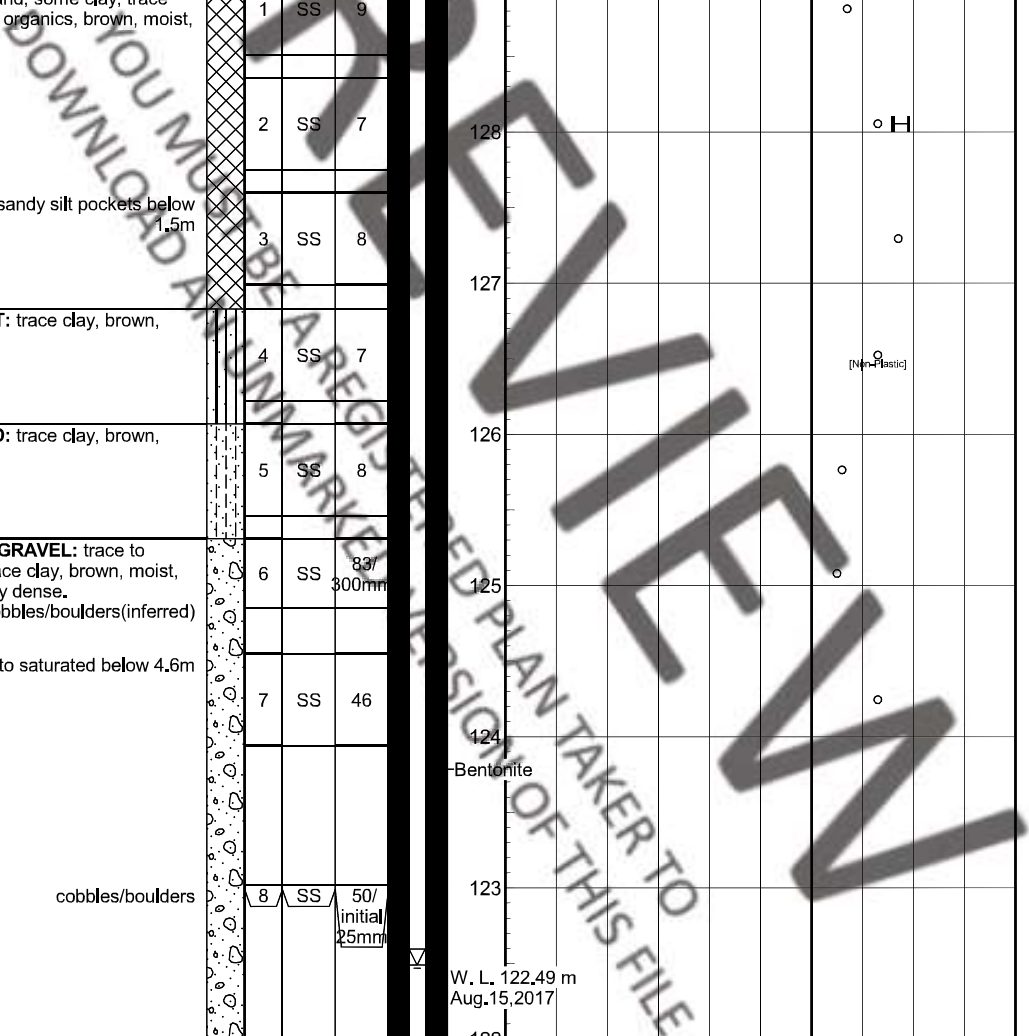 and, some clay, trace
organics, brown, moist,
1 SS 9
2 SS 7
128
sandy silt pockets below
1.5m
3 SS 8
127
T: trace clay, brown,
4 SS 7
[Non-Plastic]
126
D: trace clay, brown,
5 SS 8
GRAVEL: trace to
ace clay, brown, moist,
y dense.
obbles/boulders(inferred)
6 SS 83/
300mm
125
to saturated below 4.6m
7 SS 46
124
Bentonite
123
cobbles/boulders
8 SS 50/
initial
25mm
W. L. 122.49 m
Aug.15,2017
YOU MUST BE A REGISTERED PLAN TAKER TO
DOWNLOAD AN UNMARKED VERSION OF THIS FILE
REVIEW